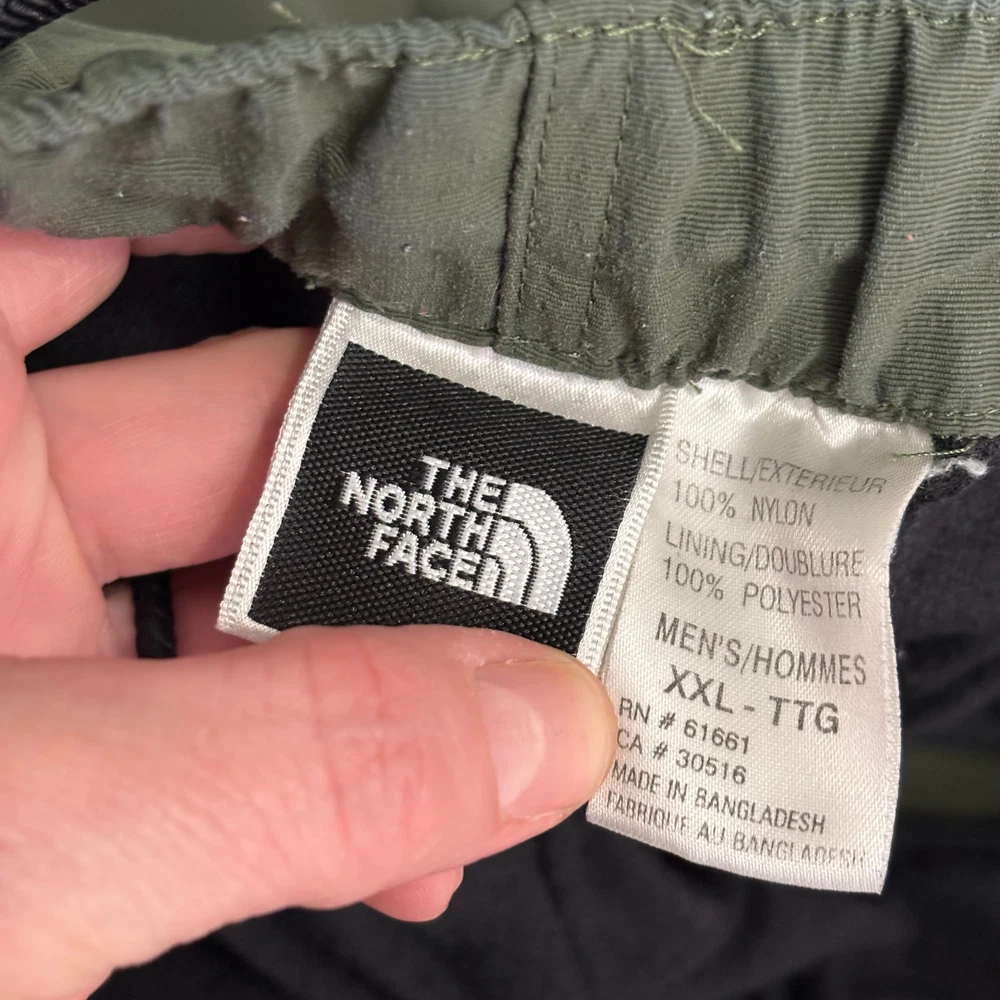 THE
NORTH
FACE
SHELL/EXTERIEUR
100% NYLON
LINING/DOUBLURE
100% POLYESTER
MEN'S/HOMMES
XXL - TTG
RN # 61661
CA # 30516
MADE IN BANGLADESH
FABRIQUE AU BANGLADESH